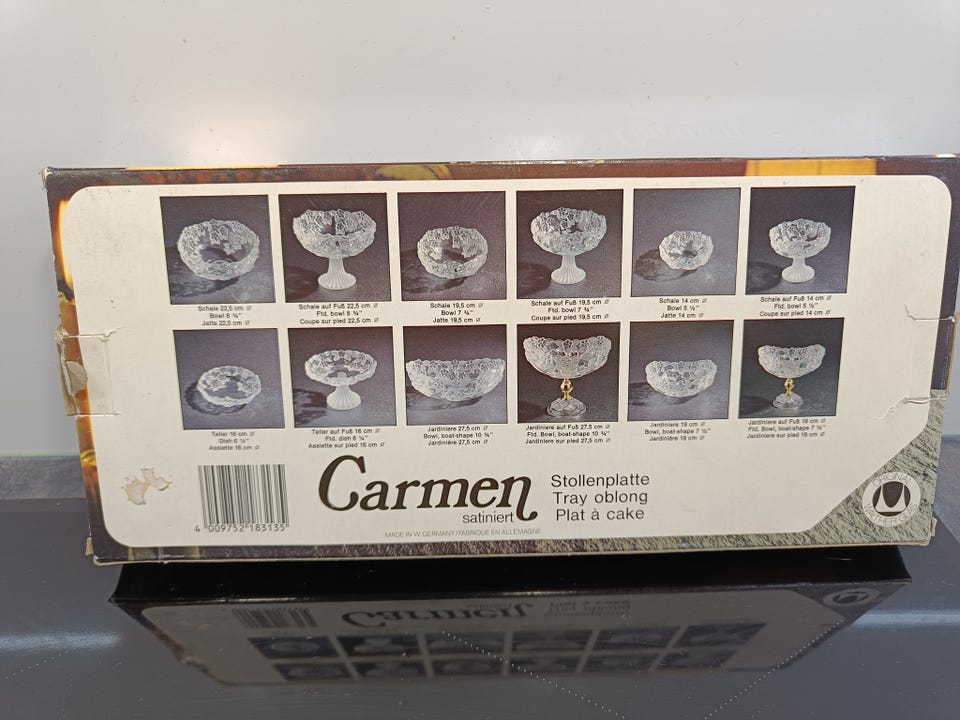 Schale 22,5 cm ∅
Bowl 8 ¾"
Jatte 22,5 cm ∅
Schale auf Fuß 22,5 cm ∅
Ftd. bowl 8 ¾"
Coupe sur pied 22,5 cm ∅
Schale 19,5 cm ∅
Bowl 7 ¾"
Jatte 19,5 cm ∅
Schale auf Fuß 19,5 cm ∅
Ftd. bowl 7 ¾"
Coupe sur pied 19,5 cm ∅
Schale 14 cm ∅
Bowl 5 ½"
Jatte 14 cm ∅
Schale auf Fuß 14 cm ∅
Ftd. bowl 5 ½"
Coupe sur pied 14 cm ∅
Teller 16 cm ∅
Dish 6 ¼"
Assiette 16 cm ∅
Teller auf Fuß 16 cm ∅
Ftd. dish 6 ¼"
Assiette sur pied 16 cm ∅
Jardiniere 27,5 cm ∅
Bowl, boat-shape 10 ¾"
Jardinière 27,5 cm ∅
Jardiniere auf Fuß 27,5 cm ∅
Ftd. Bowl, boat-shape 10 ¾"
Jardinière sur pied 27,5 cm ∅
Jardiniere 19 cm ∅
Bowl, boat-shape 7 ½"
Jardinière 19 cm ∅
Jardiniere auf Fuß 19 cm ∅
Ftd. Bowl, boat-shape 7 ½"
Jardinière sur pied 19 cm ∅
4 009752 183135
Carmen
satiniert
Stollenplatte
Tray oblong
Plat à cake
MADE IN W. GERMANY/FABRIQUE EN ALLEMAGNE
ORIGINAL
WALTHER GLAS